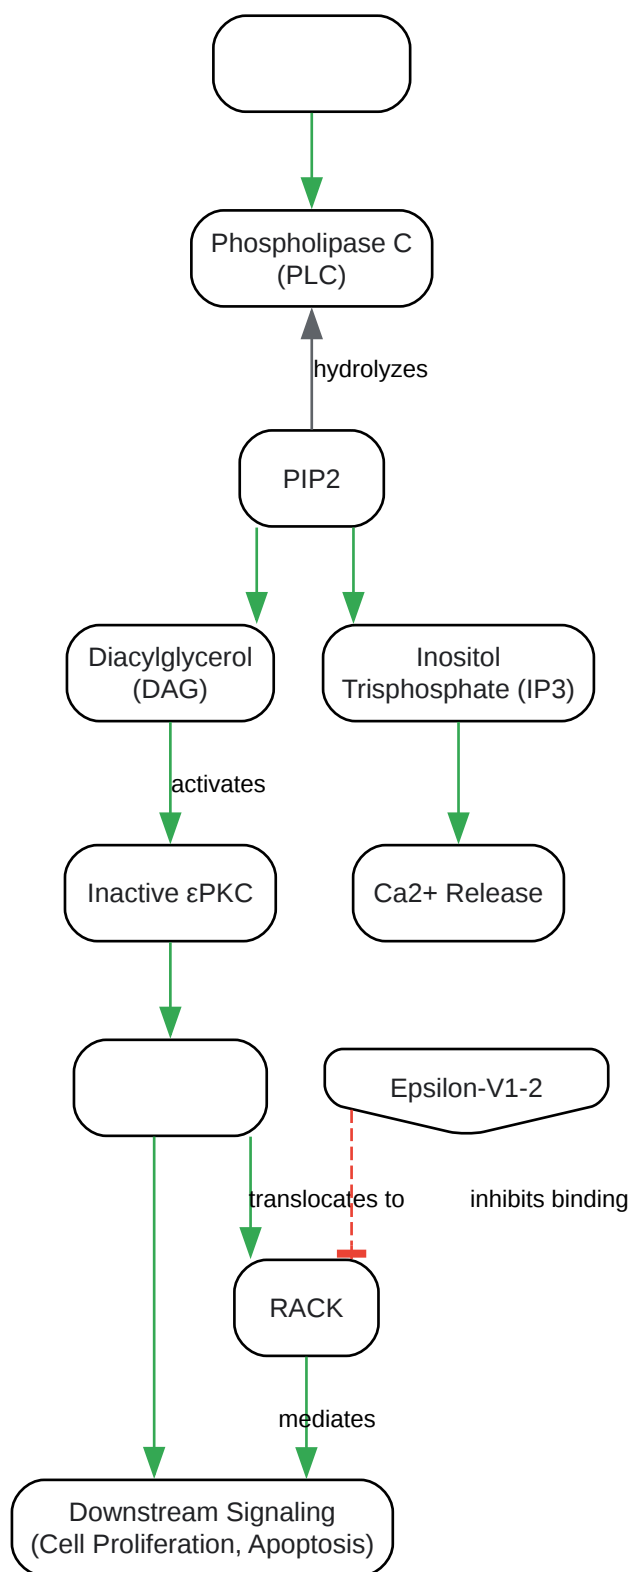 Phospholipase C
(PLC)
hydrolyzes
PIP2
Diacylglycerol
(DAG)
Inositol
Trisphosphate (IP3)
activates
Inactive εPKC
Ca2+ Release
Epsilon-V1-2
translocates to
inhibits binding
RACK
mediates
Downstream Signaling
(Cell Proliferation, Apoptosis)